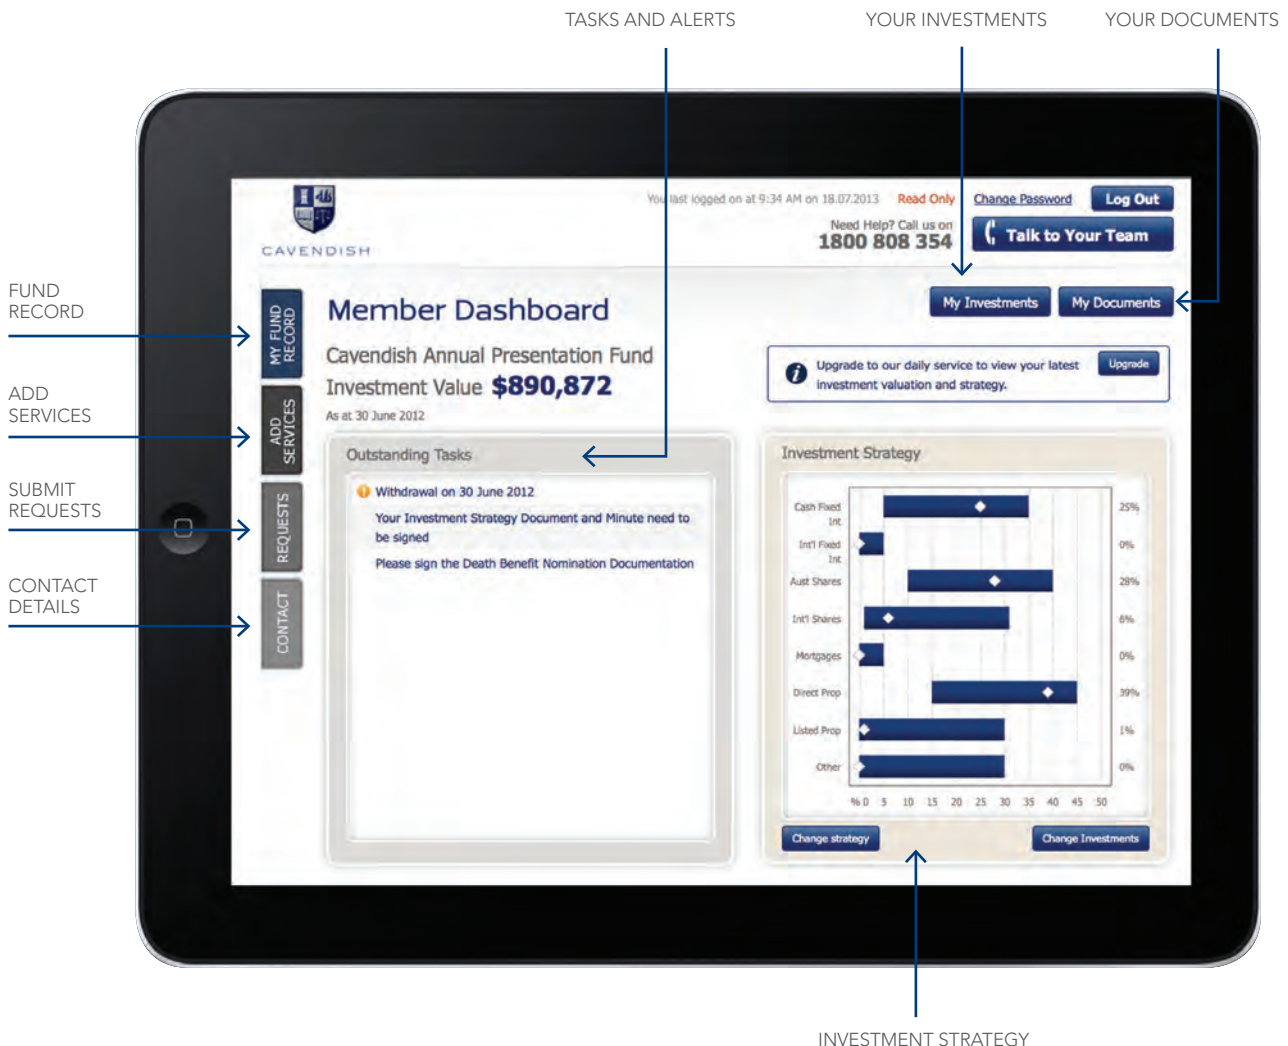 TASKS AND ALERTS
YOUR INVESTMENTS
YOUR DOCUMENTS
You last logged on at 9:34 AM on 18.07.2013 Read Only Change Password Log Out
Need Help? Call us on
1800 808 354
Talk to Your Team
CAVENDISH
FUND
RECORD
ADD
SERVICES
SUBMIT
REQUESTS
CONTACT
DETAILS
MY FUND
RECORD
ADD
SERVICES
REQUESTS
CONTACT
Member Dashboard
My Investments
My Documents
Cavendish Annual Presentation Fund
Investment Value $890,872
As at 30 June 2012
Upgrade to our daily service to view your latest
investment valuation and strategy.
Upgrade
Outstanding Tasks
Withdrawal on 30 June 2012
Your Investment Strategy Document and Minute need to
be signed
Please sign the Death Benefit Nomination Documentation
Investment Strategy
Cash Fixed
Int
25%
Int'l Fixed
Int
0%
Aust Shares
28%
Int'l Shares
6%
Mortgages
0%
Direct Prop
39%
Listed Prop
1%
Other
0%
% 0 5 10 15 20 25 30 35 40 45 50
Change strategy
Change Investments
INVESTMENT STRATEGY